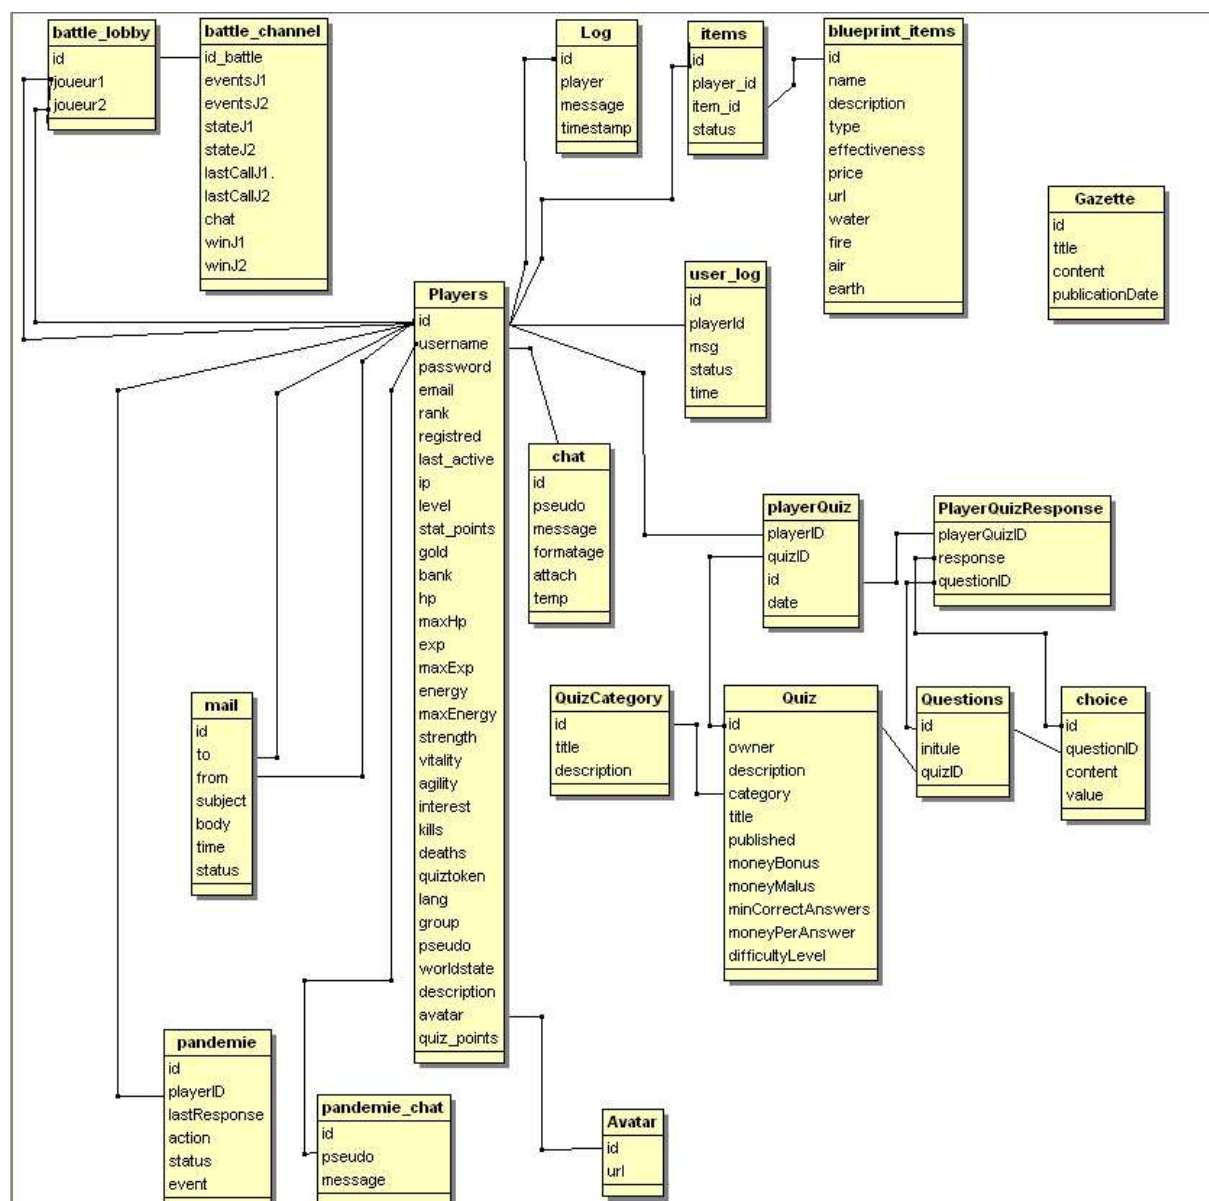 battle_lobby
id
joueur1
joueur2
battle_channel
id_battle
eventsJ1
eventsJ2
stateJ1
stateJ2
lastCallJ1.
lastCallJ2
chat
winJ1
winJ2
Log
id
player
message
timestamp
items
id
player_id
item_id
status
blueprint_items
id
name
description
type
effectiveness
price
url
water
fire
air
earth
Gazette
id
title
content
publicationDate
user_log
id
playerId
msg
status
time
Players
id
username
password
email
rank
registred
last_active
ip
level
stat_points
gold
bank
hp
maxHp
exp
maxExp
energy
maxEnergy
strength
vitality
agility
interest
kills
deaths
quiztoken
lang
group
pseudo
worldstate
description
avatar
quiz_points
chat
id
pseudo
message
formatage
attach
temp
playerQuiz
playerID
quizID
id
date
PlayerQuizResponse
playerQuizID
response
questionID
mail
id
to
from
subject
body
time
status
QuizCategory
id
title
description
Quiz
id
owner
description
category
title
published
moneyBonus
moneyMalus
minCorrectAnswers
moneyPerAnswer
difficultyLevel
Questions
id
initule
quizID
choice
id
questionID
content
value
pandemie
id
playerID
lastResponse
action
status
event
pandemie_chat
id
pseudo
message
Avatar
id
url